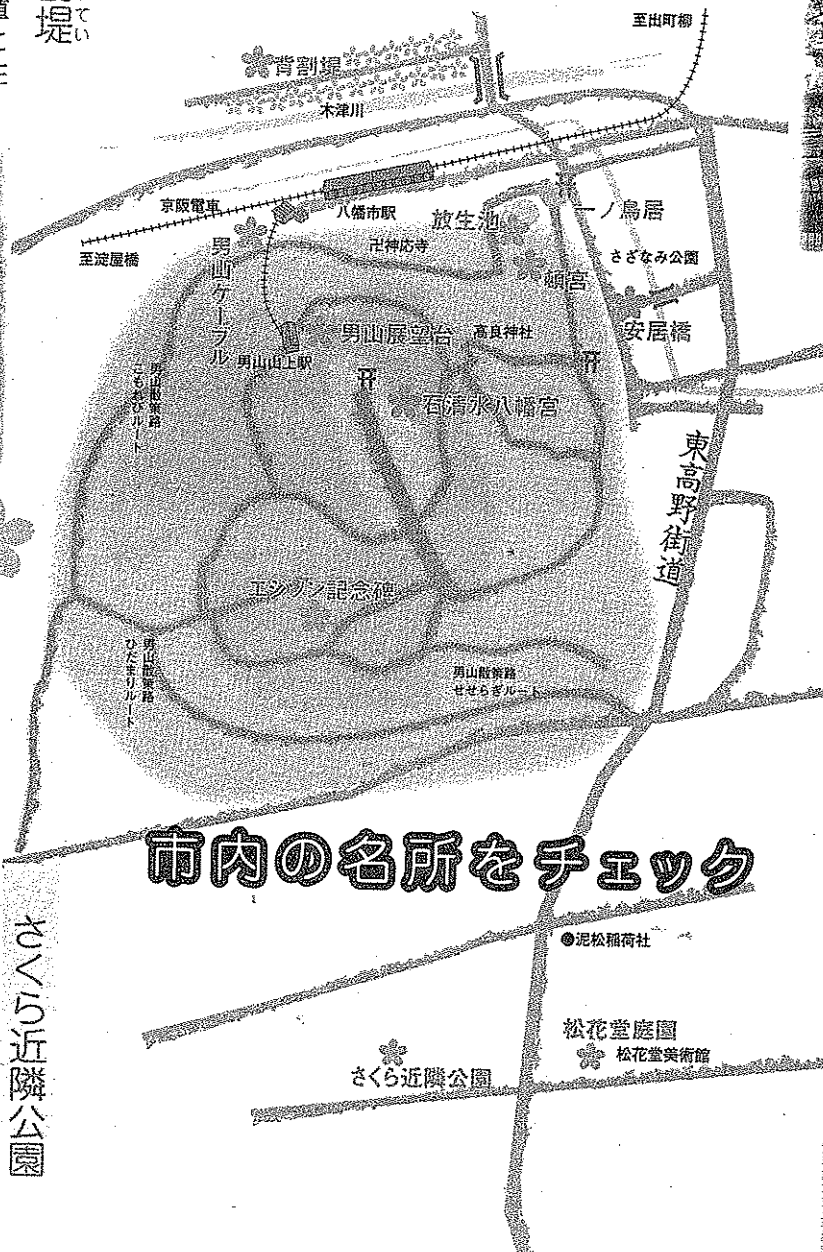 堤
てい
至出町柳
背割堤
木津川
京阪電車
八幡市駅
至淀屋橋
放生池
一ノ鳥居
卍神応寺
さざなみ公園
頓宮
男山ケーブル
男山展望台
高良神社
安居橋
男山山上駅
男山散策路
こもれびルート
石清水八幡宮
東高野街道
エジソン記念碑
男山散策路
ひだまりルート
男山散策路
せせらぎルート
市内の名所をチェック
泥松稲荷社
松花堂庭園
松花堂美術館
さくら近隣公園
さくら近隣公園